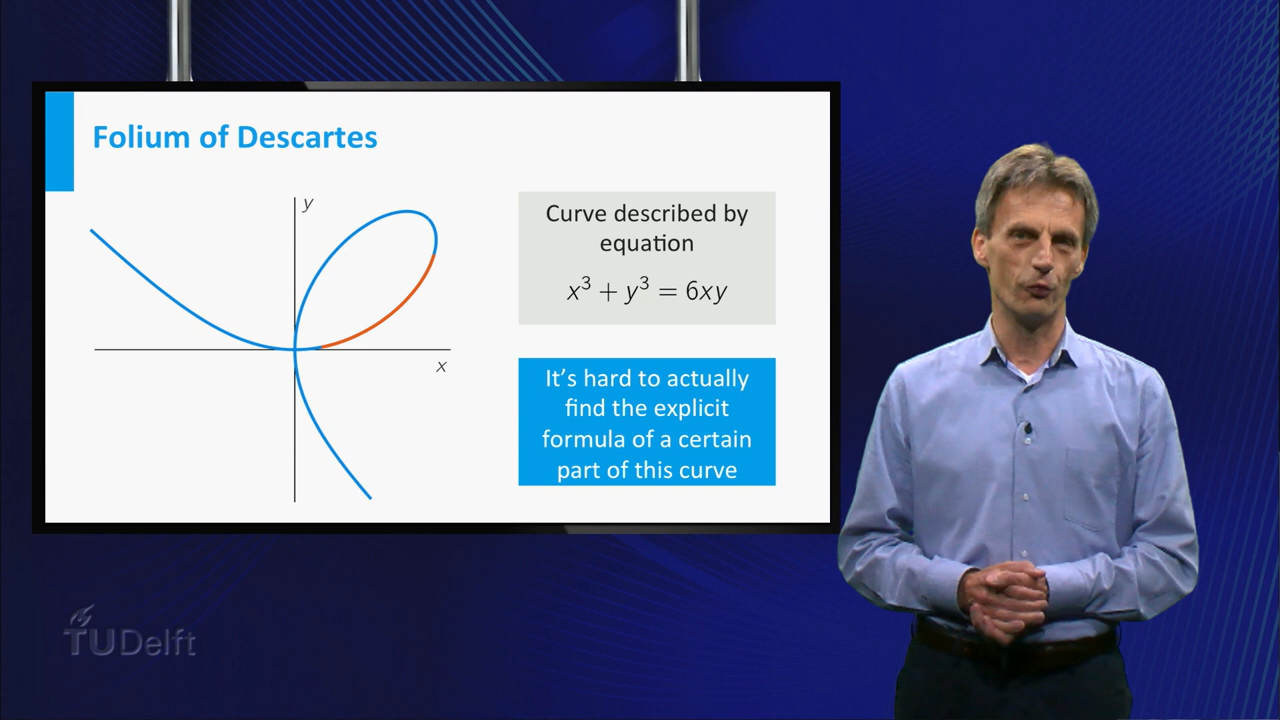 Folium of Descartes
y
x
Curve described by
equation
x³ + y³ = 6xy
It's hard to actually
find the explicit
formula of a certain
part of this curve
TUDelft